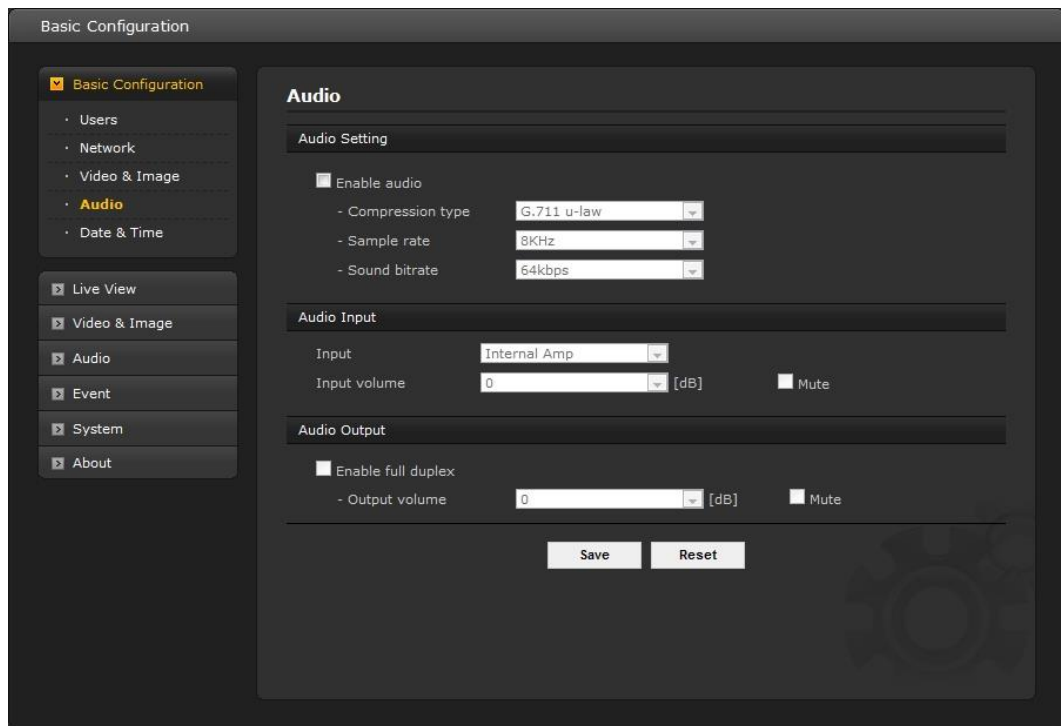 Basic Configuration
Basic Configuration
· Users
· Network
· Video & Image
· Audio
· Date & Time
Live View
Video & Image
Audio
Event
System
About
Audio
Audio Setting
Enable audio
- Compression type G.711 u-law
- Sample rate 8KHz
- Sound bitrate 64kbps
Audio Input
Input Internal Amp
Input volume 0 [dB] Mute
Audio Output
Enable full duplex
- Output volume 0 [dB] Mute
Save Reset